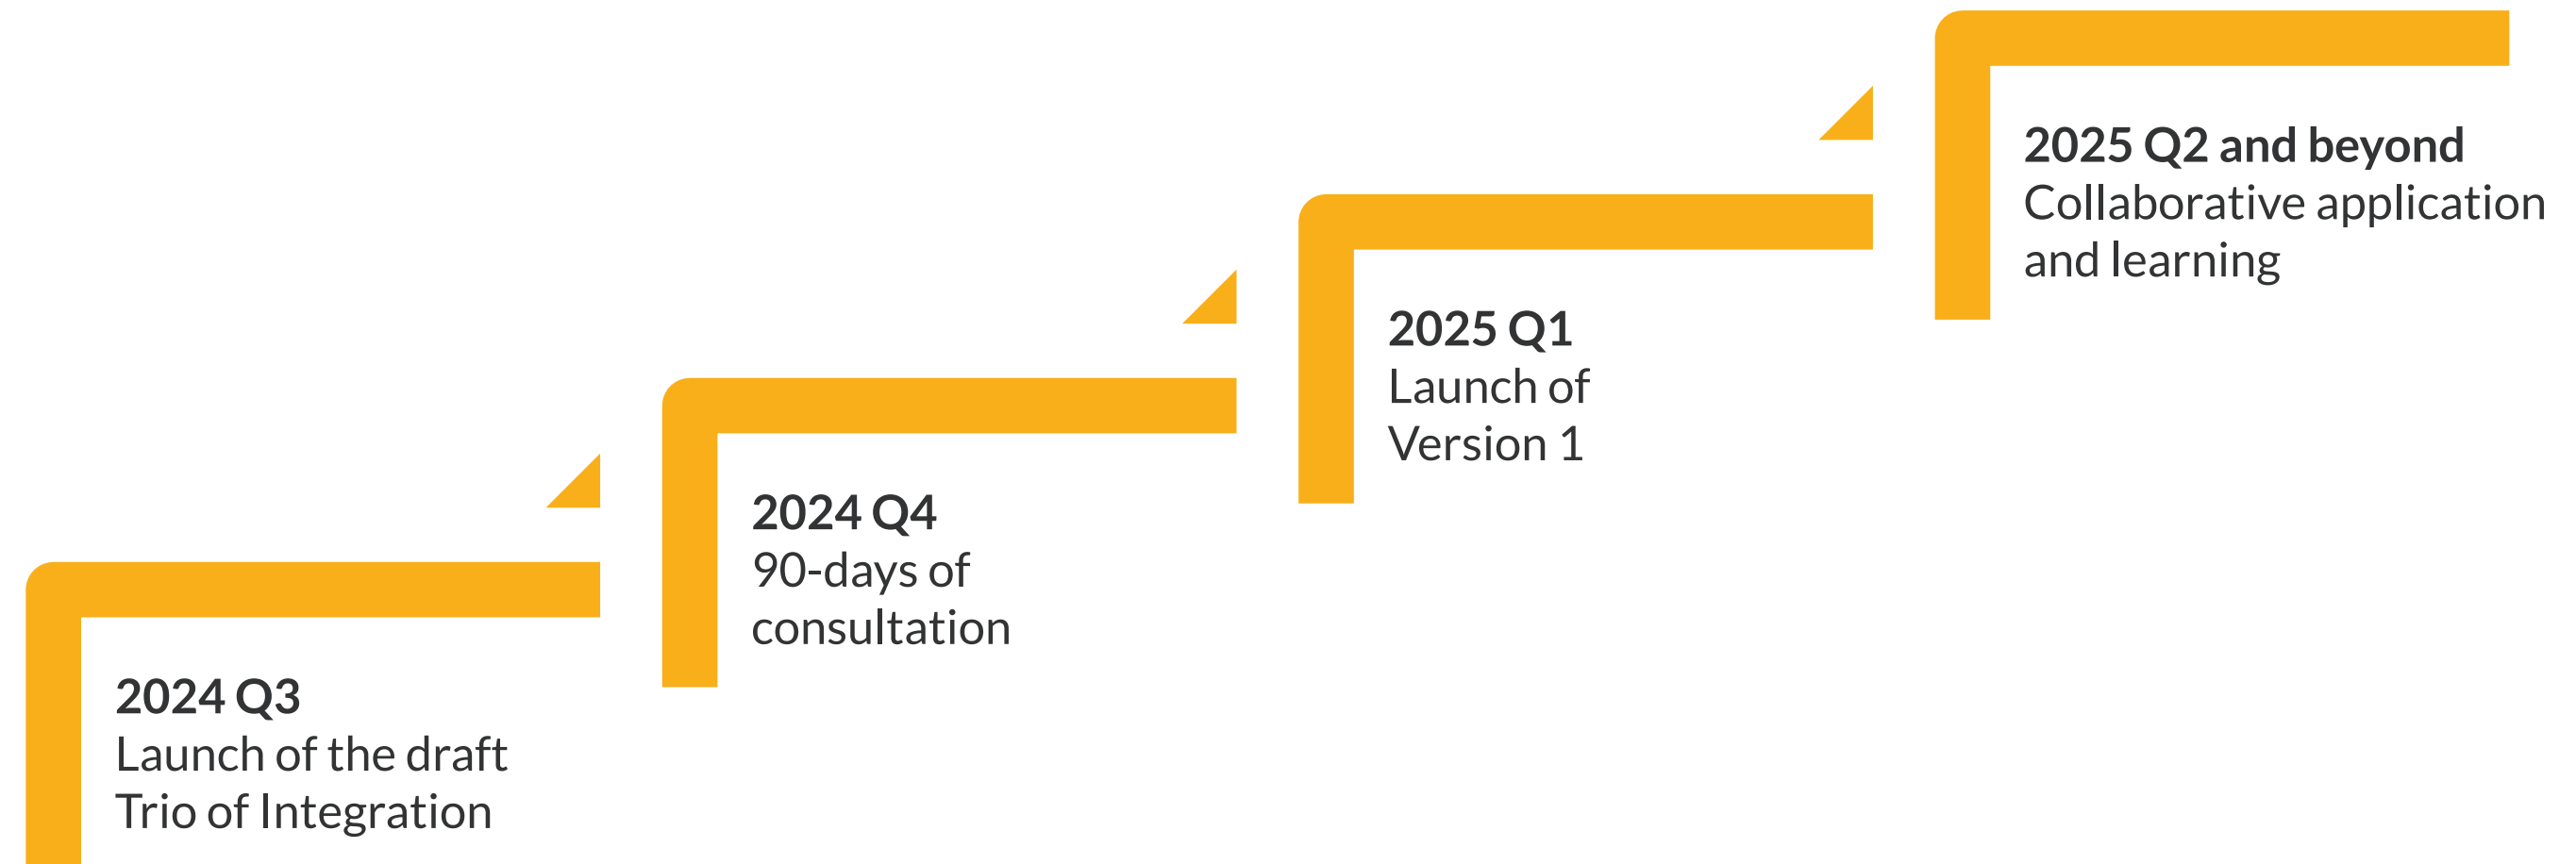 2024 Q3
Launch of the draft
Trio of Integration
2024 Q4
90-days of
consultation
2025 Q1
Launch of
Version 1
2025 Q2 and beyond
Collaborative application
and learning